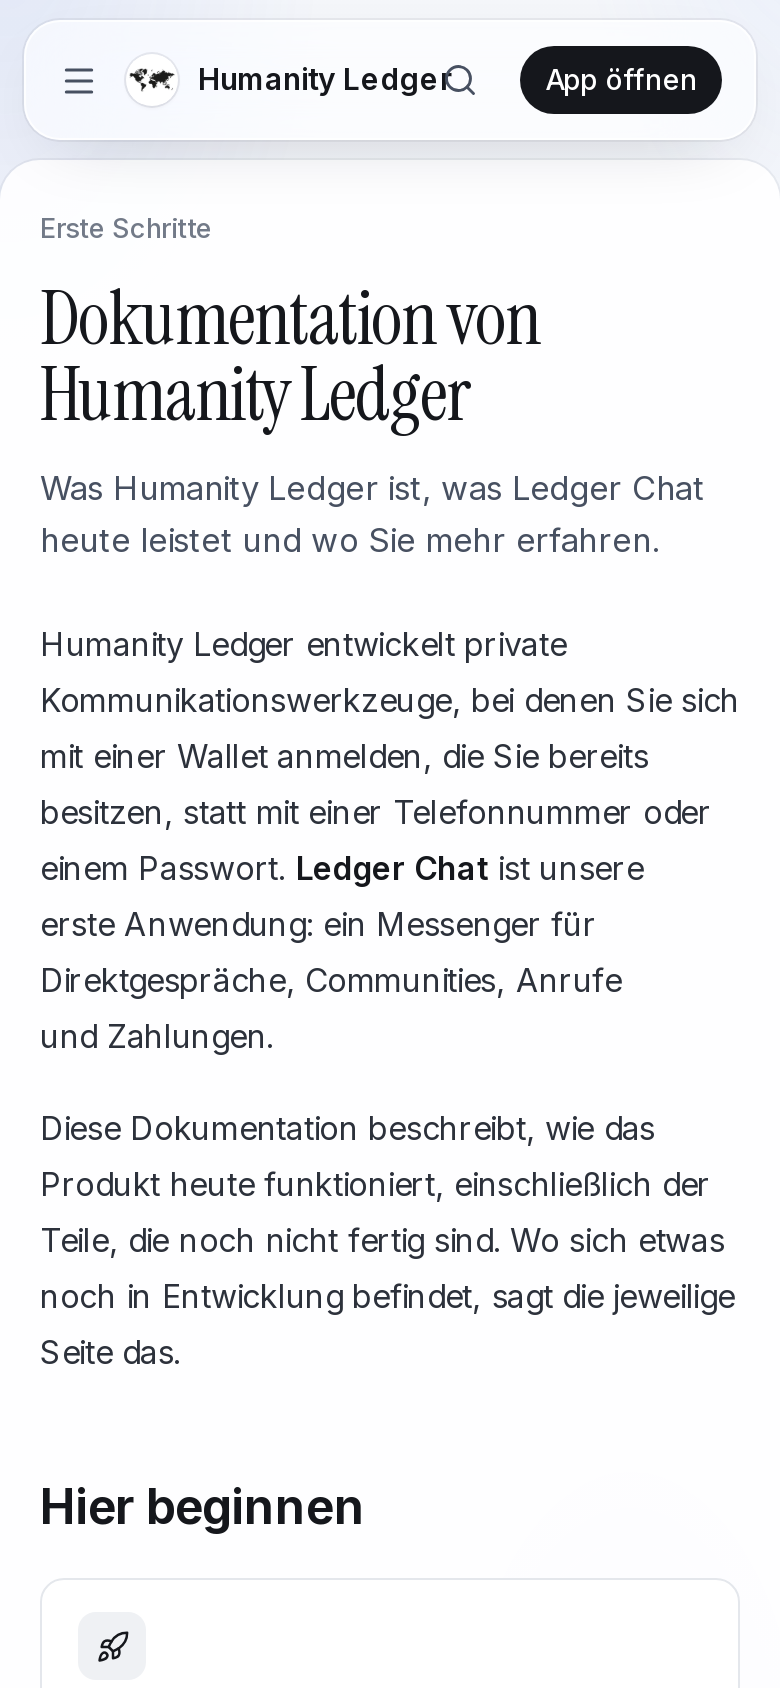 Humanity Ledger
App öffnen
Erste Schritte
Dokumentation von
Humanity Ledger
Was Humanity Ledger ist, was Ledger Chat
heute leistet und wo Sie mehr erfahren.
Humanity Ledger entwickelt private
Kommunikationswerkzeuge, bei denen Sie sich
mit einer Wallet anmelden, die Sie bereits
besitzen, statt mit einer Telefonnummer oder
einem Passwort. Ledger Chat ist unsere
erste Anwendung: ein Messenger für
Direktgespräche, Communities, Anrufe
und Zahlungen.
Diese Dokumentation beschreibt, wie das
Produkt heute funktioniert, einschließlich der
Teile, die noch nicht fertig sind. Wo sich etwas
noch in Entwicklung befindet, sagt die jeweilige
Seite das.
Hier beginnen